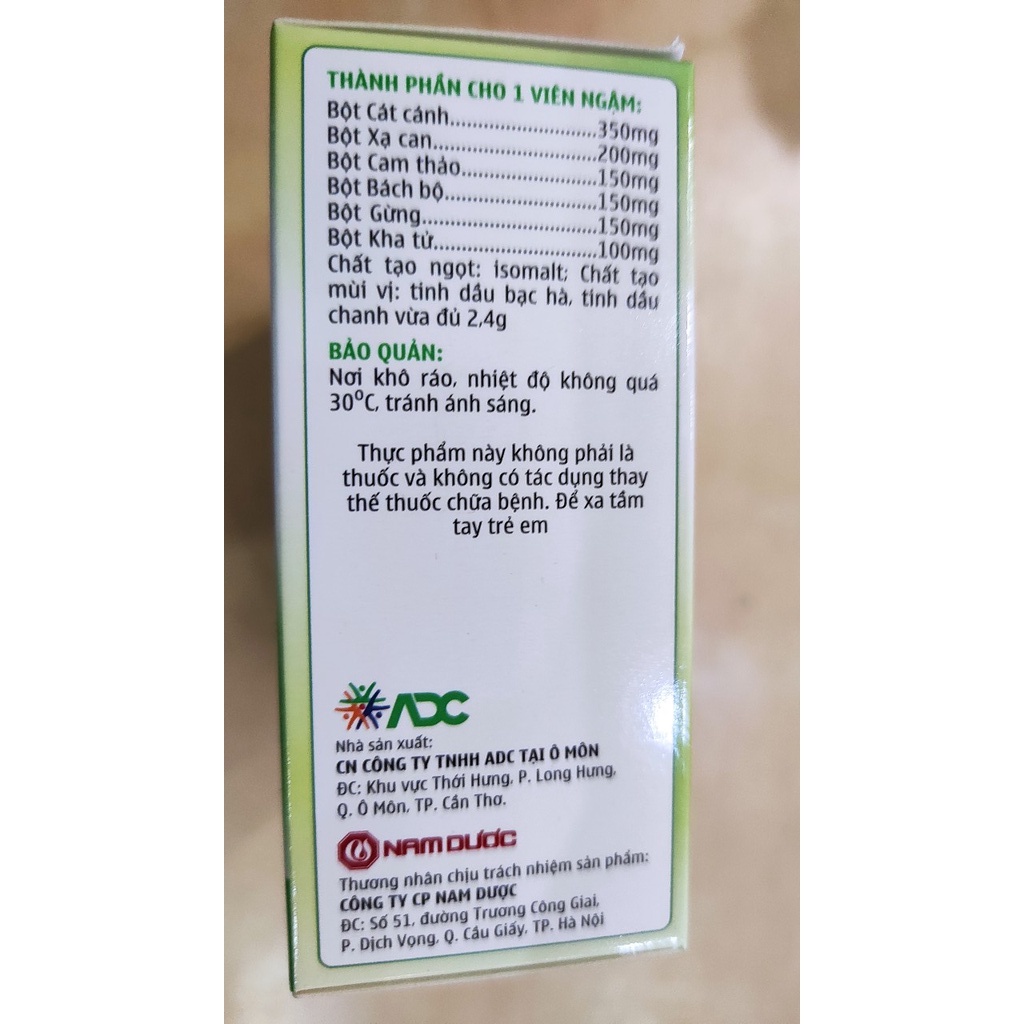 THÀNH PHẦN CHO 1 VIÊN NGẬM:
Bột Cát cánh..............................350mg
Bột Xạ can.................................200mg
Bột Cam thảo...........................150mg
Bột Bách bộ..............................150mg
Bột Gừng...................................150mg
Bột Kha tử.................................100mg
Chất tạo ngọt: isomalt; Chất tạo
mùi vị: tinh dầu bạc hà, tinh dầu
chanh vừa đủ 2,4g
BẢO QUẢN:
Nơi khô ráo, nhiệt độ không quá
30⁰C, tránh ánh sáng.
Thực phẩm này không phải là
thuốc và không có tác dụng thay
thế thuốc chữa bệnh. Để xa tầm
tay trẻ em
ADC
Nhà sản xuất:
CN CÔNG TY TNHH ADC TẠI Ô MÔN
ĐC: Khu vực Thới Hưng, P. Long Hưng,
Q. Ô Môn, TP. Cần Thơ.
NAM DƯỢC
Thương nhân chịu trách nhiệm sản phẩm:
CÔNG TY CP NAM DƯỢC
ĐC: Số 51, đường Trương Công Giai,
P. Dịch Vọng, Q. Cầu Giấy, TP. Hà Nội